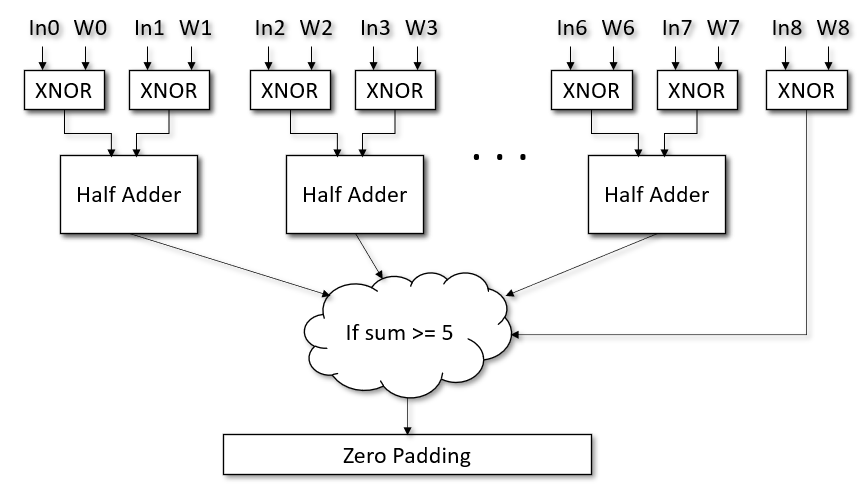 In0 W0 In1 W1 In2 W2 In3 W3 In6 W6 In7 W7 In8 W8
XNOR XNOR XNOR XNOR XNOR XNOR XNOR
. . .
Half Adder Half Adder Half Adder
If sum >= 5
Zero Padding